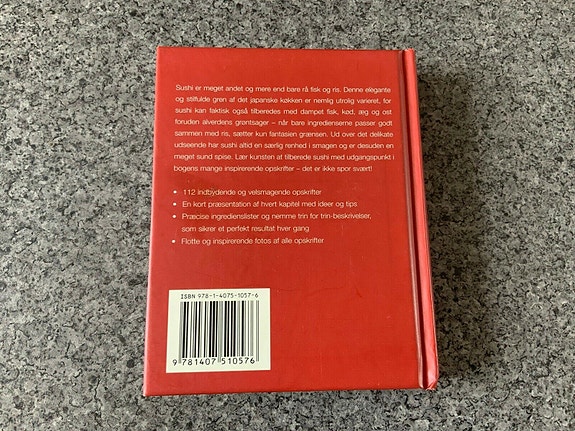 Sushi er meget andet og mere end bare rå fisk og ris. Denne elegante
og stilfulde gren af det japanske køkken er nemlig utrolig varieret, for
sushi kan faktisk også tilberedes med dampet fisk, kød, æg og ost
foruden alverdens grøntsager – når bare ingredienserne passer godt
sammen med ris, sætter kun fantasien grænsen. Ud over det delikate
udseende har sushi altid en særlig renhed i smagen og er desuden en
meget sund spise. Lær kunsten at tilberede sushi med udgangspunkt i
bogens mange inspirerende opskrifter – det er ikke spor svært!
• 112 indbydende og velsmagende opskrifter
• En kort præsentation af hvert kapitel med ideer og tips
• Præcise ingredienslister og nemme trin for trin-beskrivelser,
som sikrer et perfekt resultat hver gang
• Flotte og inspirerende fotos af alle opskrifter
ISBN 978-1-4075-1057-6
9 781407 510576